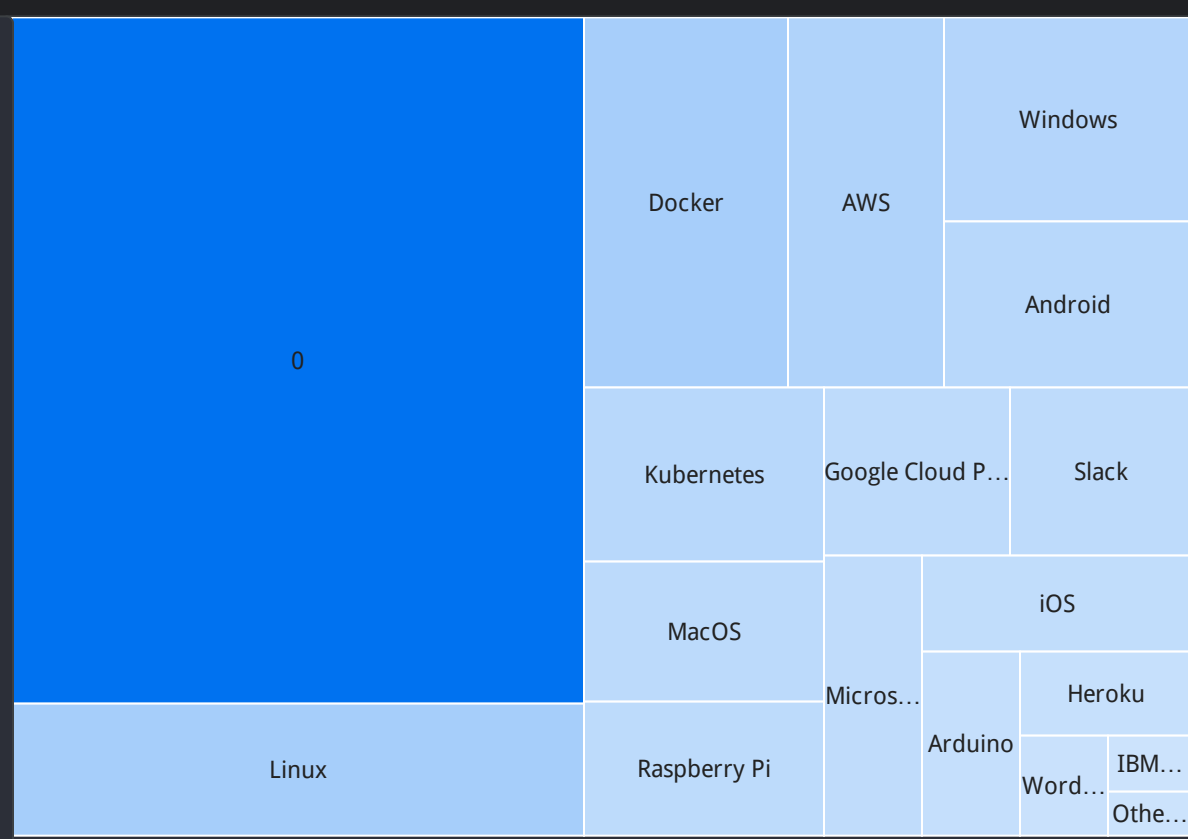 0
Linux
Docker
AWS
Windows
Android
Kubernetes
Google Cloud P...
Slack
MacOS
Raspberry Pi
Micros...
iOS
Arduino
Heroku
Word...
IBM...
Othe...